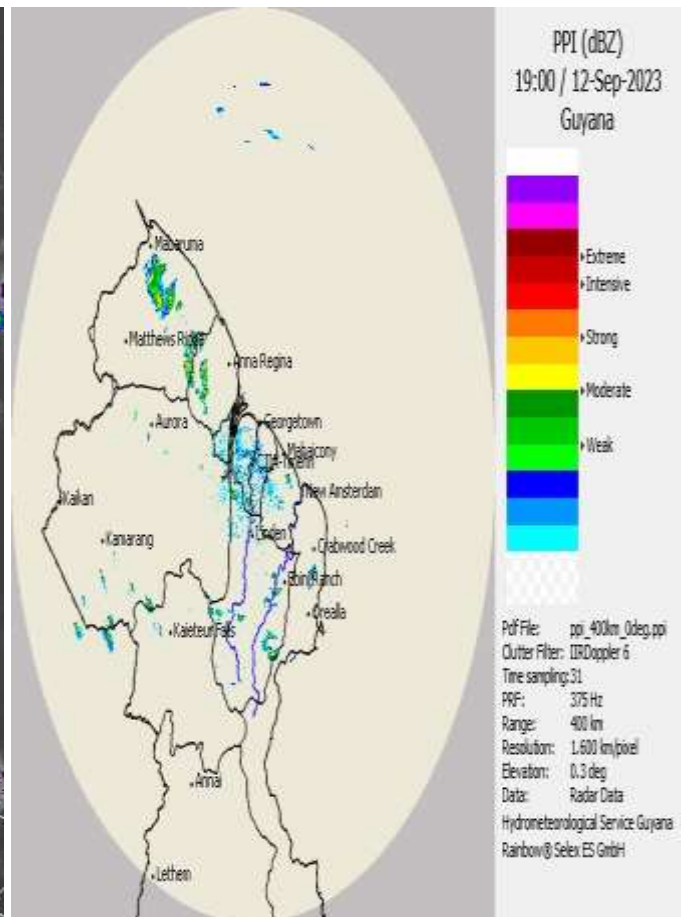 PPI (dBZ)
19:00 / 12-Sep-2023
Guyana
Extreme
Intensive
Strong
Moderate
Weak
Mabaruma
Matthews Ridge
Anna Regina
Aurora
Georgetown
Mahaicony
New Amsterdam
Kaikan
Linden
Kamarang
Crabwood Creek
Ebini Ranch
Orealla
Kaieteur Falls
Annai
Lethem
Pdf File: ppi_400km_0deg.ppi
Clutter Filter: IIRDoppler 6
Time sampling:31
PRF: 375 Hz
Range: 400 km
Resolution: 1.600 km/pixel
Elevation: 0.3 deg
Data: Radar Data
Hydrometeorological Service Guyana
Rainbow® Selex ES GmbH